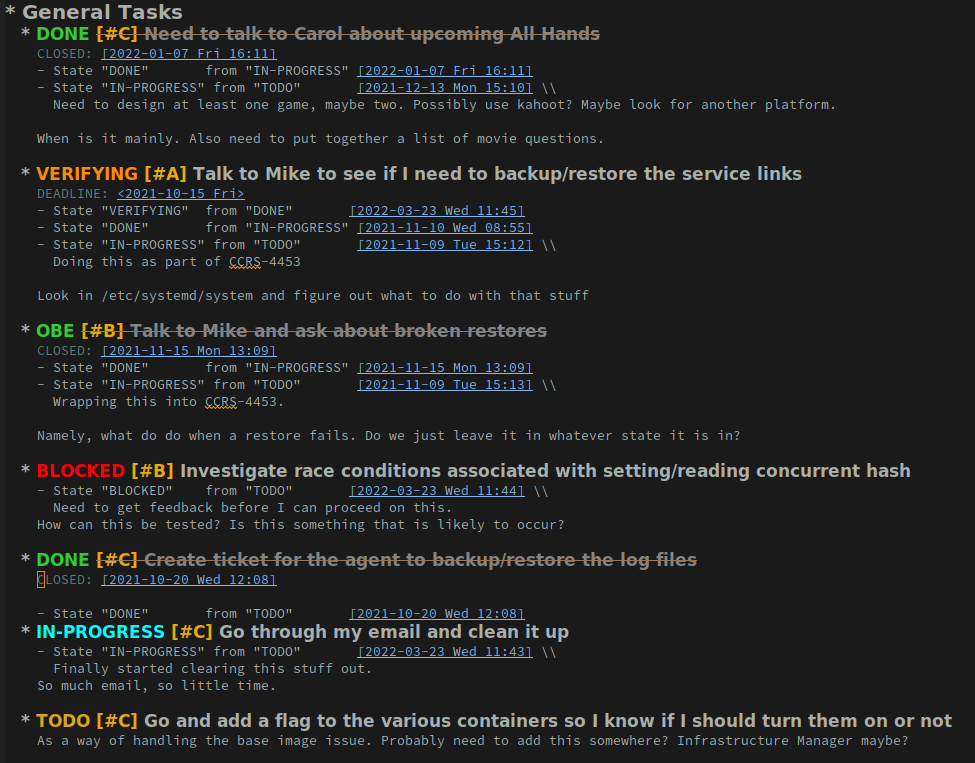 * General Tasks
* DONE [#C] Need to talk to Carol about upcoming All Hands
CLOSED: [2022-01-07 Fri 16:11]
- State "DONE"       from "IN-PROGRESS" [2022-01-07 Fri 16:11]
- State "IN-PROGRESS" from "TODO"       [2021-12-13 Mon 15:10] \\
Need to design at least one game, maybe two. Possibly use kahoot? Maybe look for another platform.
When is it mainly. Also need to put together a list of movie questions.
* VERIFYING [#A] Talk to Mike to see if I need to backup/restore the service links
DEADLINE: <2021-10-15 Fri>
- State "VERIFYING"  from "DONE"       [2022-03-23 Wed 11:45]
- State "DONE"       from "IN-PROGRESS" [2021-11-10 Wed 08:55]
- State "IN-PROGRESS" from "TODO"       [2021-11-09 Tue 15:12] \\
Doing this as part of CCRS-4453
Look in /etc/systemd/system and figure out what to do with that stuff
* OBE [#B] Talk to Mike and ask about broken restores
CLOSED: [2021-11-15 Mon 13:09]
- State "DONE"       from "IN-PROGRESS" [2021-11-15 Mon 13:09]
- State "IN-PROGRESS" from "TODO"       [2021-11-09 Tue 15:13] \\
Wrapping this into CCRS-4453.
Namely, what do do when a restore fails. Do we just leave it in whatever state it is in?
* BLOCKED [#B] Investigate race conditions associated with setting/reading concurrent hash
- State "BLOCKED"    from "TODO"       [2022-03-23 Wed 11:44] \\
Need to get feedback before I can proceed on this.
How can this be tested? Is this something that is likely to occur?
* DONE [#C] Create ticket for the agent to backup/restore the log files
CLOSED: [2021-10-20 Wed 12:08]
- State "DONE"       from "TODO"       [2021-10-20 Wed 12:08]
* IN-PROGRESS [#C] Go through my email and clean it up
- State "IN-PROGRESS" from "TODO"       [2022-03-23 Wed 11:43] \\
Finally started clearing this stuff out.
So much email, so little time.
* TODO [#C] Go and add a flag to the various containers so I know if I should turn them on or not
As a way of handling the base image issue. Probably need to add this somewhere? Infrastructure Manager maybe?